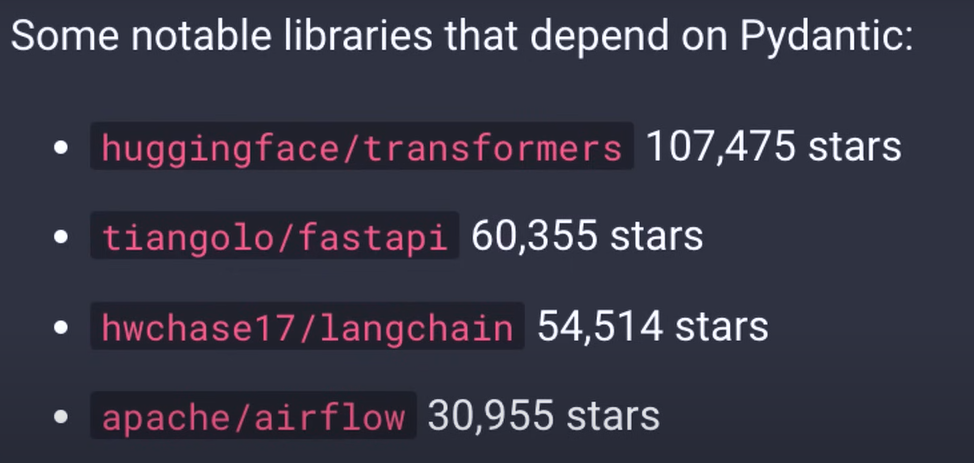 Some notable libraries that depend on Pydantic:
• huggingface/transformers 107,475 stars
• tiangolo/fastapi 60,355 stars
• hwchase17/langchain 54,514 stars
• apache/airflow 30,955 stars